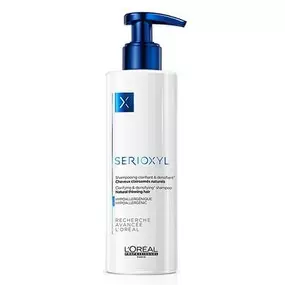 X
SERIOXYL
Shampooing clarifiant & densifiant
Cheveux clairsemés naturels
Clarifying & densifying shampoo
Natural thinning hair
HYPOALLERGÉNIQUE
HYPOALLERGENIC
RECHERCHE
AVANCÉE
L'ORÉAL
L'ORÉAL
PROFESSIONNEL
PARIS